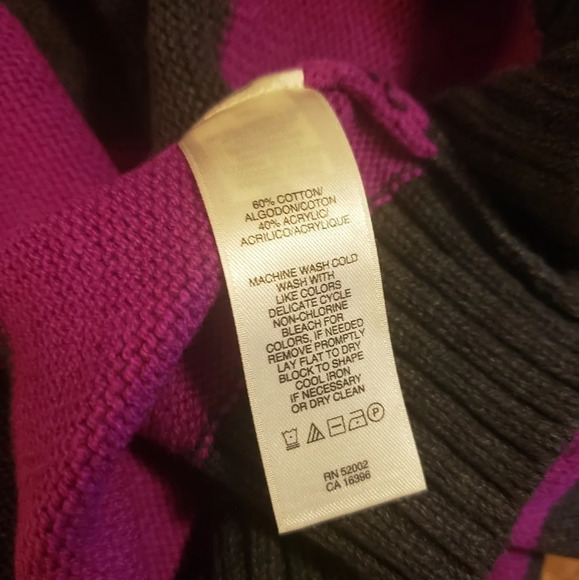 60% COTTON/
ALGODON/COTON
40% ACRYLIC/
ACRILICO/ACRYLIQUE
MACHINE WASH COLD
WASH WITH
LIKE COLORS
DELICATE CYCLE
NON-CHLORINE
BLEACH FOR
COLORS, IF NEEDED
REMOVE PROMPTLY
LAY FLAT TO DRY
BLOCK TO SHAPE
COOL IRON
IF NECESSARY
OR DRY CLEAN
P
RN 52002
CA 16396